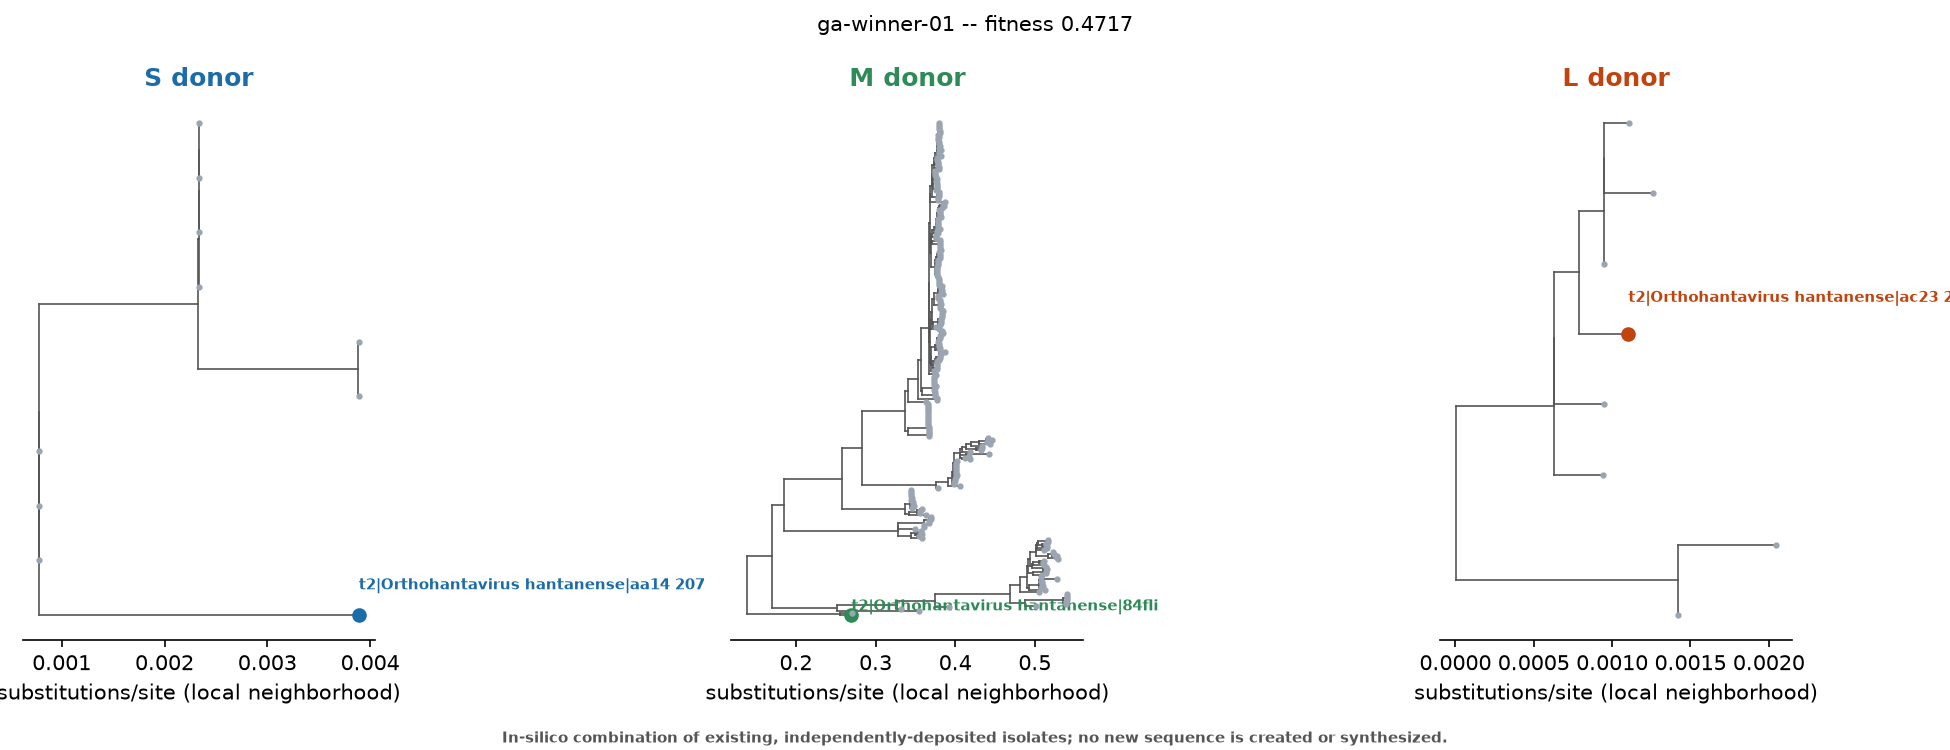 ga-winner-01 -- fitness 0.4717
S donor
M donor
L donor
t2|Orthohantavirus hantanense|ac23 2
t2|Orthohantavirus hantanense|aa14 207
t2|Orthohantavirus hantanense|84fli
0.001 0.002 0.003 0.004
0.2 0.3 0.4 0.5
0.0000 0.0005 0.0010 0.0015 0.0020
substitutions/site (local neighborhood)
substitutions/site (local neighborhood)
substitutions/site (local neighborhood)
In-silico combination of existing, independently-deposited isolates; no new sequence is created or synthesized.